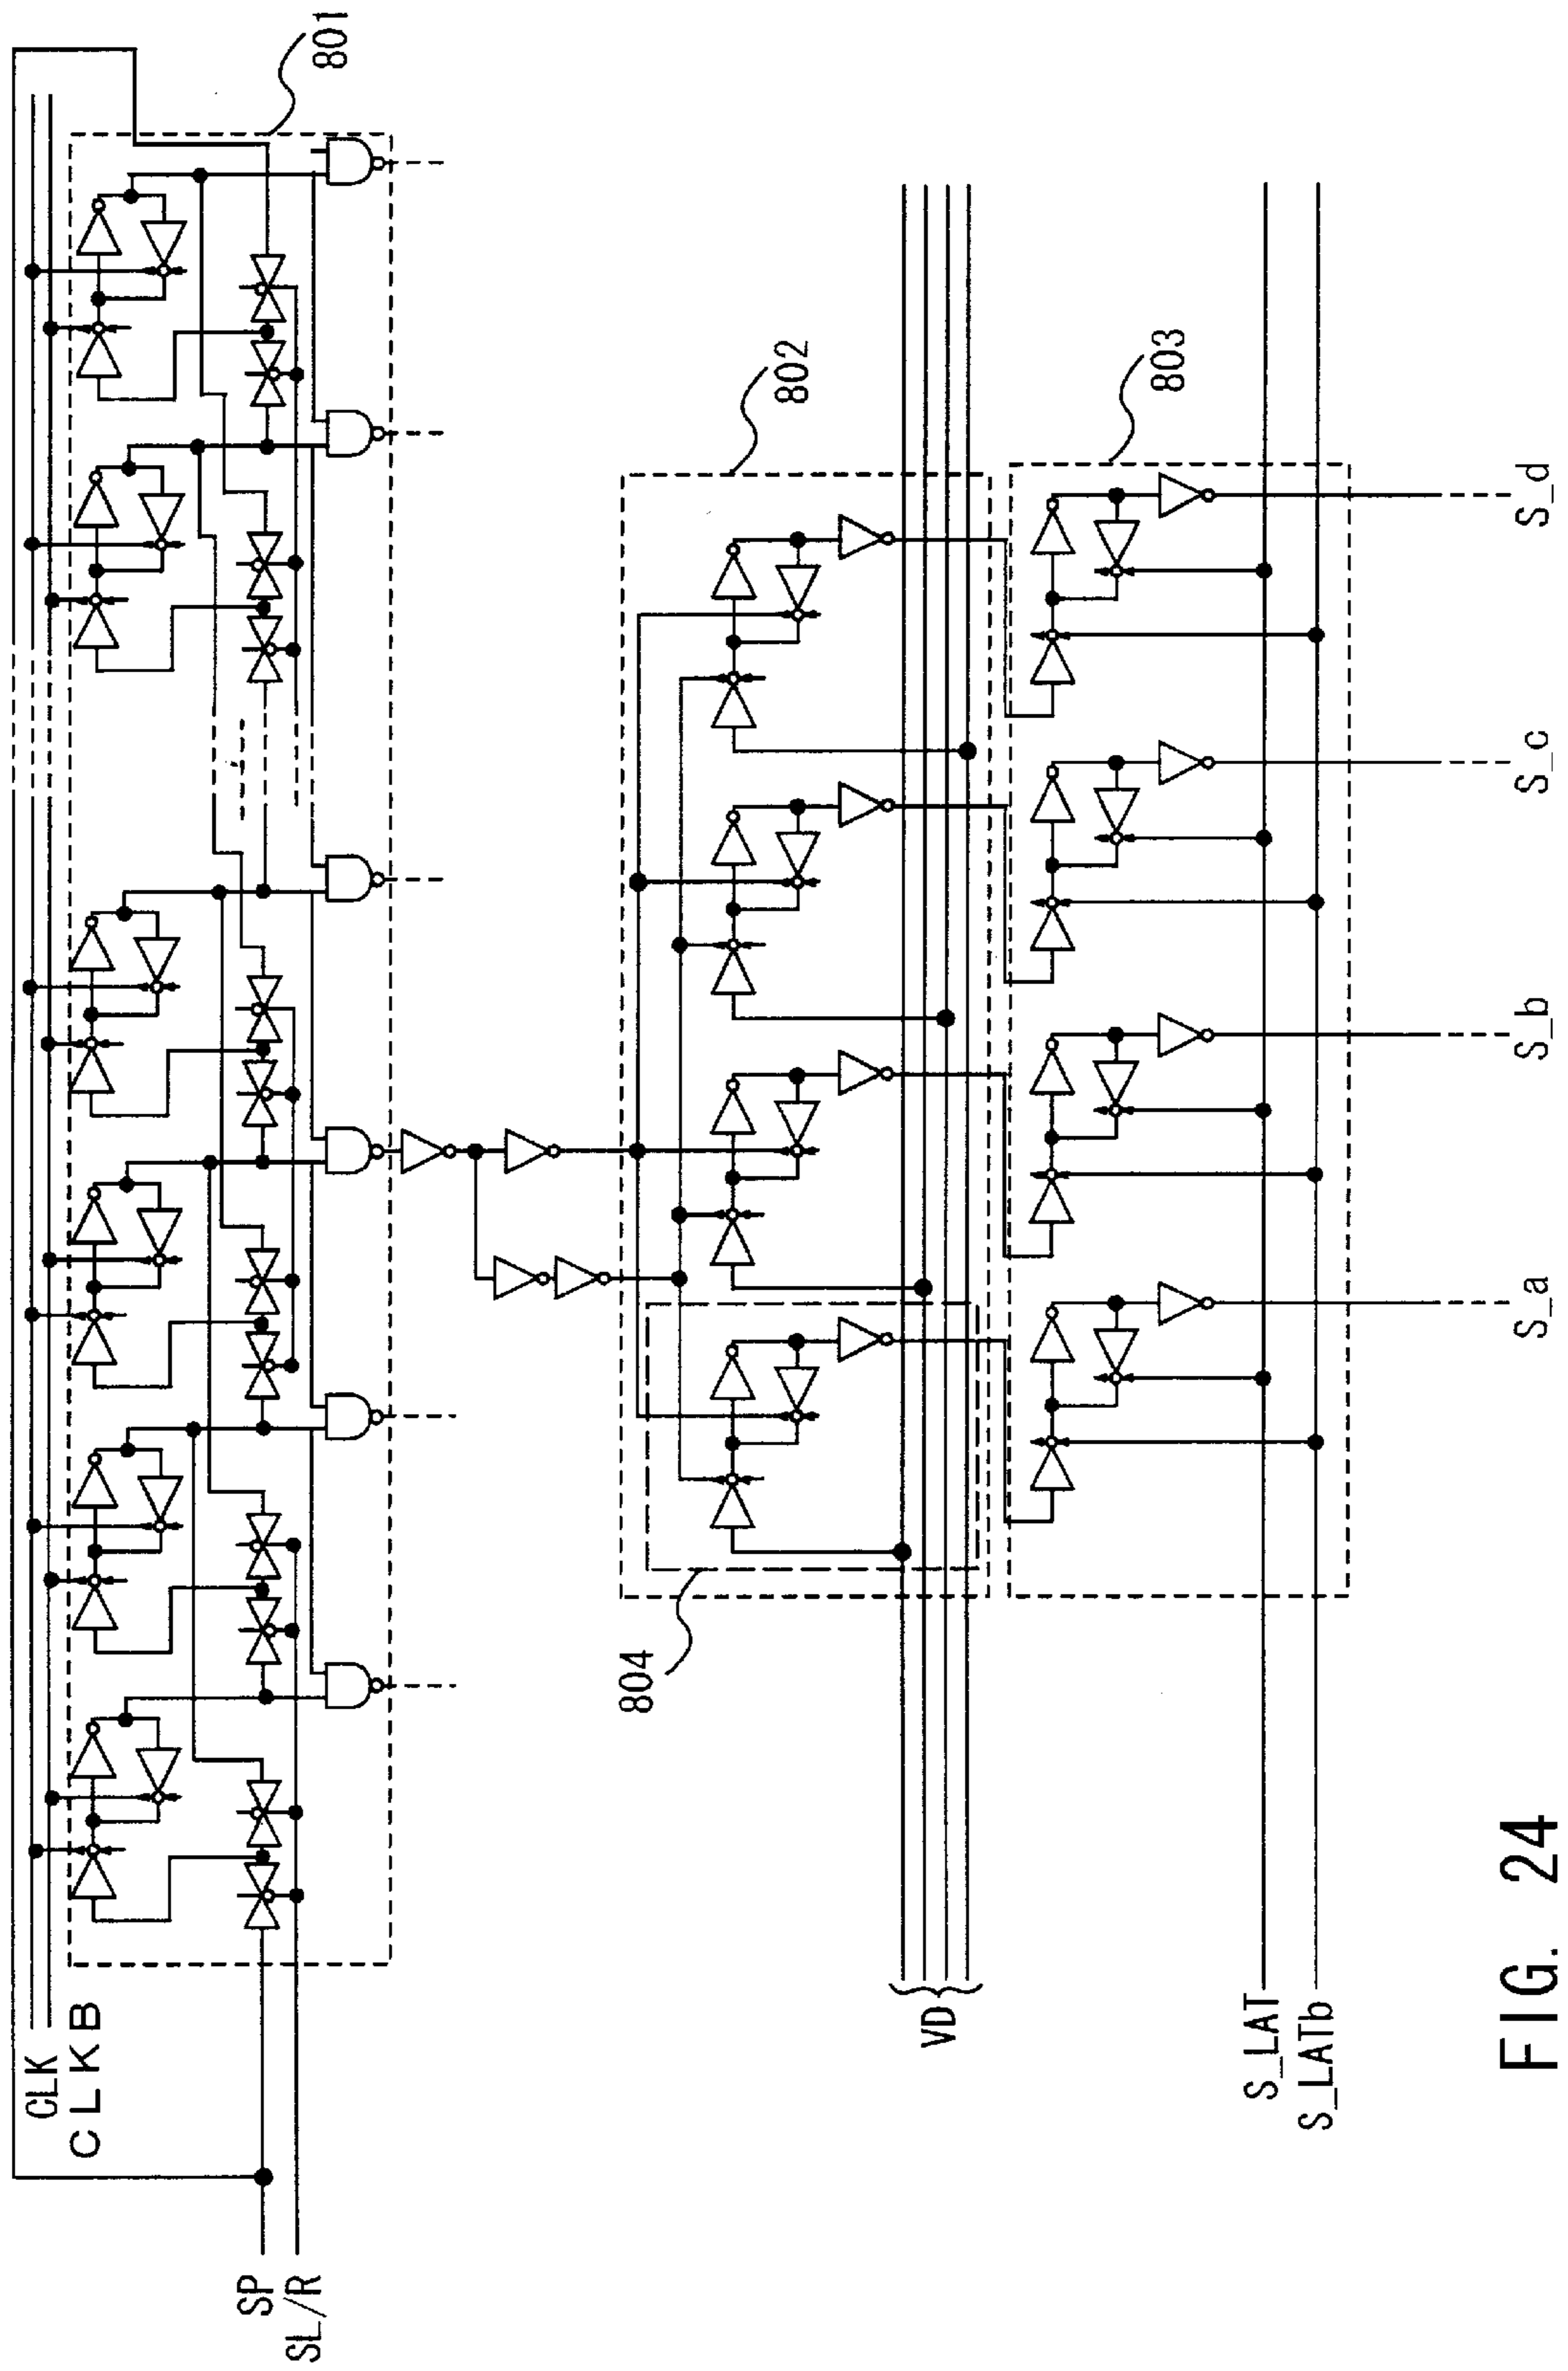 CLK
CLKB
SP
SL/R
801
802
803
804
VD
S_LAT
S_LATb
S_a
S_b
S_c
S_d
FIG. 24